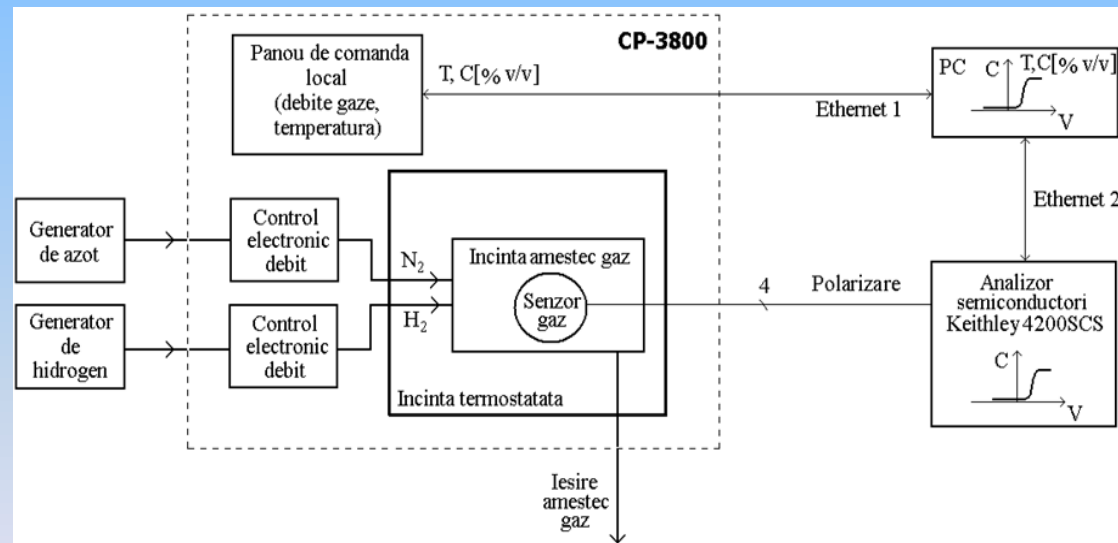 CP-3800
Panou de comanda
local
(debite gaze,
temperatura)
T, C[% v/v]
Ethernet 1
PC
C
T, C[% v/v]
V
Ethernet 2
Generator
de azot
Control
electronic
debit
N₂
Incinta amestec gaz
Senzor
gaz
4
Polarizare
Analizor
semiconductori
Keithley 4200SCS
C
V
Generator
de
hidrogen
Control
electronic
debit
H₂
Incinta termostatata
Iesire
amestec
gaz